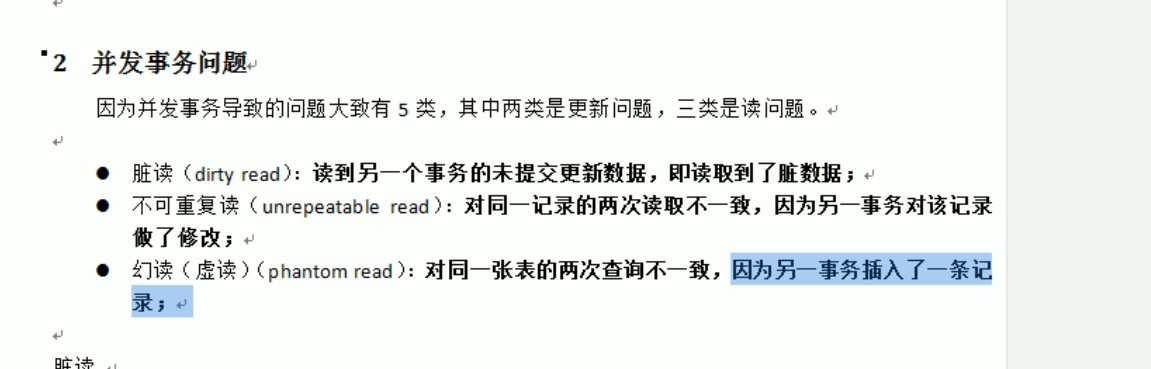 2 并发事务问题
因为并发事务导致的问题大致有 5 类，其中两类是更新问题，三类是读问题。
● 脏读（dirty read）：读到另一个事务的未提交更新数据，即读取到了脏数据；
● 不可重复读（unrepeatable read）：对同一记录的两次读取不一致，因为另一事务对该记录
做了修改；
● 幻读（虚读）（phantom read）：对同一张表的两次查询不一致，因为另一事务插入了一条记
录；
脏读